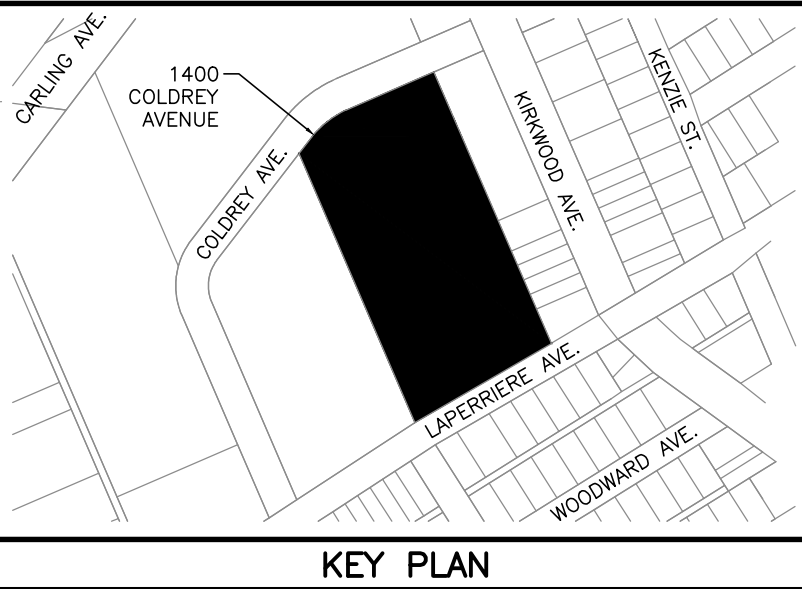 CARLING AVE.
1400
COLDREY
AVENUE
COLDREY AVE.
KIRKWOOD AVE.
KENZIE ST.
LAPERRIERE AVE.
WOODWARD AVE.
KEY PLAN